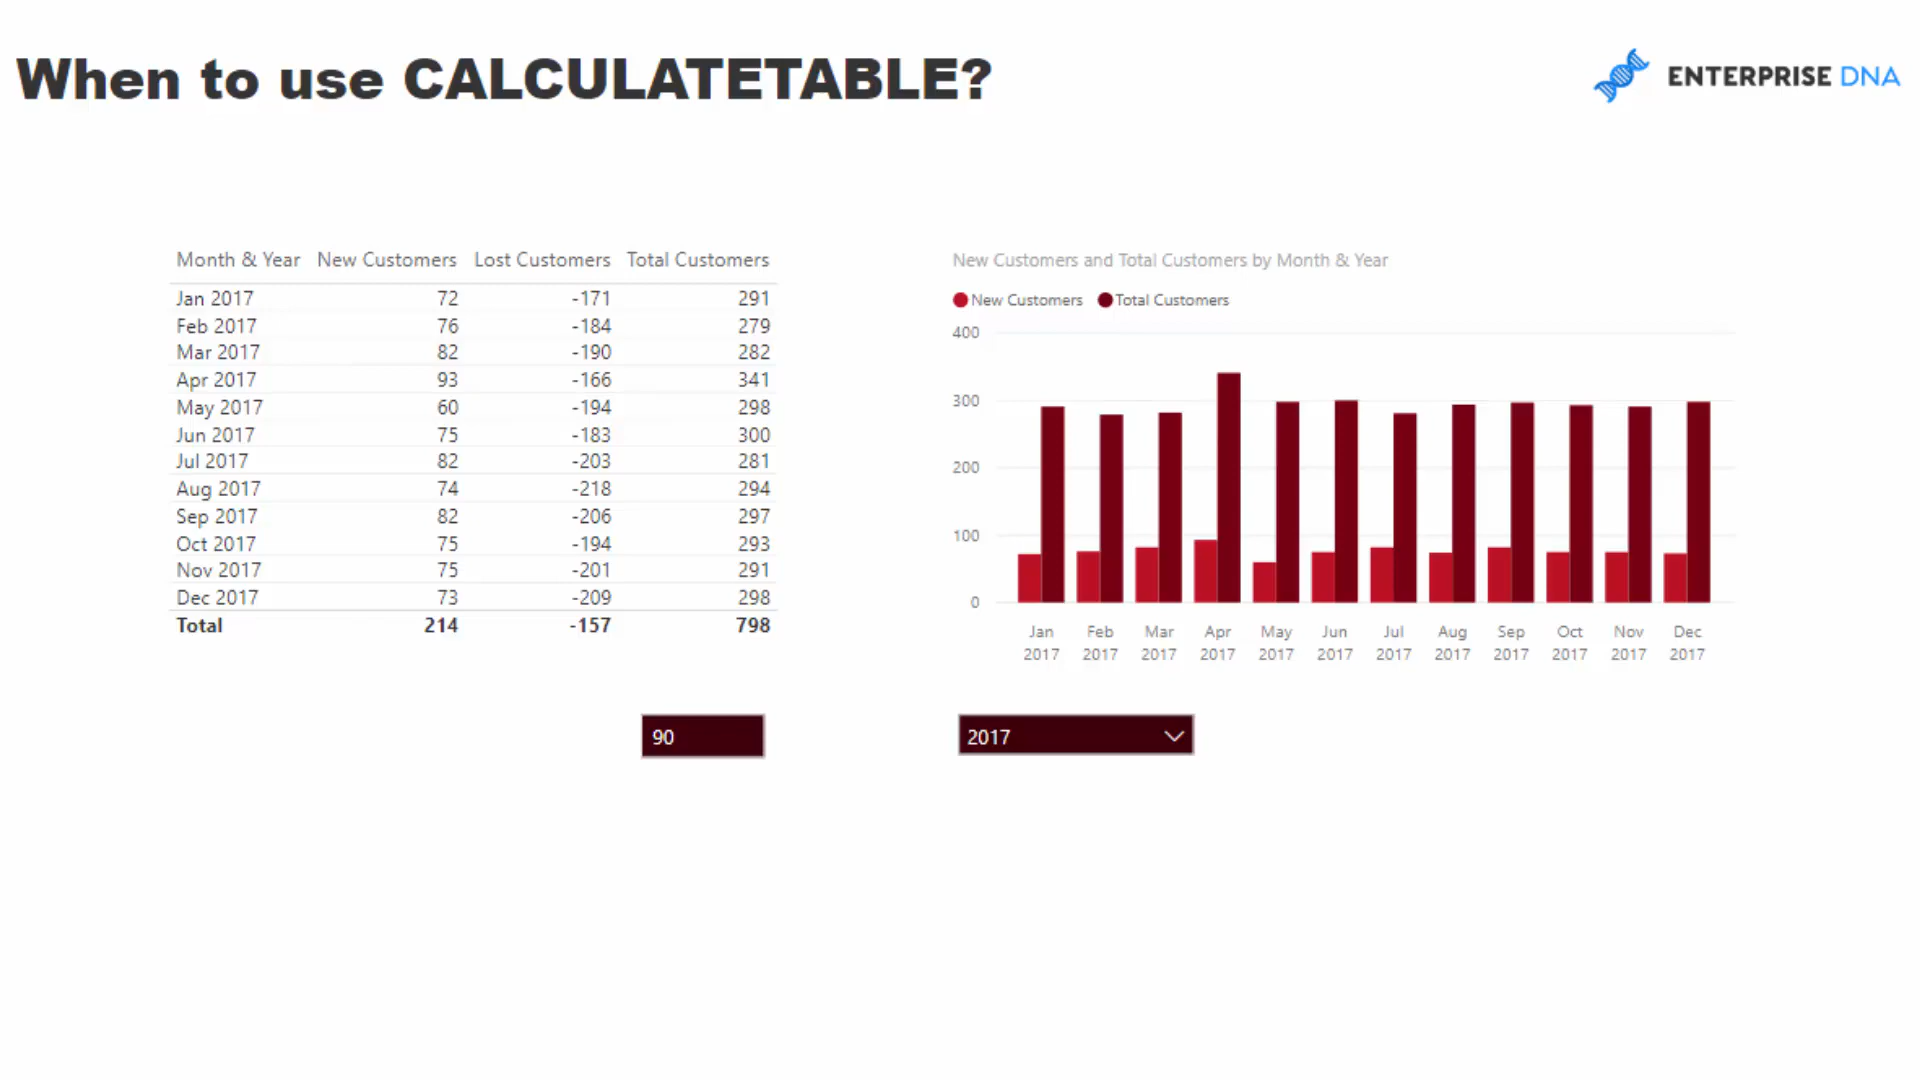 When to use CALCULATETABLE?
ENTERPRISE DNA
Month & Year New Customers Lost Customers Total Customers
Jan 2017 72 -171 291
Feb 2017 76 -184 279
Mar 2017 82 -190 282
Apr 2017 93 -166 341
May 2017 60 -194 298
Jun 2017 75 -183 300
Jul 2017 82 -203 281
Aug 2017 74 -218 294
Sep 2017 82 -206 297
Oct 2017 75 -194 293
Nov 2017 75 -201 291
Dec 2017 73 -209 298
Total 214 -157 798
90
New Customers and Total Customers by Month & Year
New Customers Total Customers
400
300
200
100
0
Jan Feb Mar Apr May Jun Jul Aug Sep Oct Nov Dec
2017 2017 2017 2017 2017 2017 2017 2017 2017 2017 2017 2017
2017